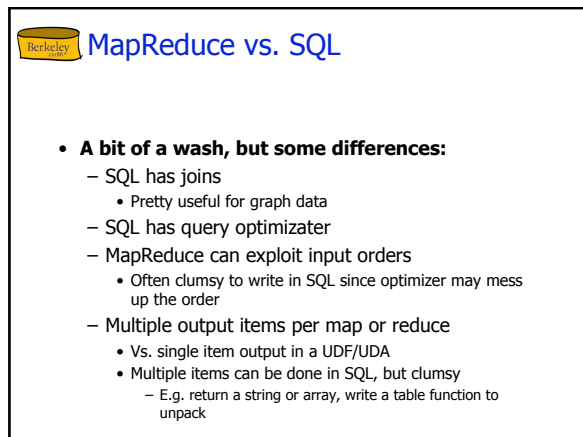 Berkeley
cs186
MapReduce vs. SQL
• A bit of a wash, but some differences:
– SQL has joins
• Pretty useful for graph data
– SQL has query optimizater
– MapReduce can exploit input orders
• Often clumsy to write in SQL since optimizer may mess
up the order
– Multiple output items per map or reduce
• Vs. single item output in a UDF/UDA
• Multiple items can be done in SQL, but clumsy
– E.g. return a string or array, write a table function to
unpack